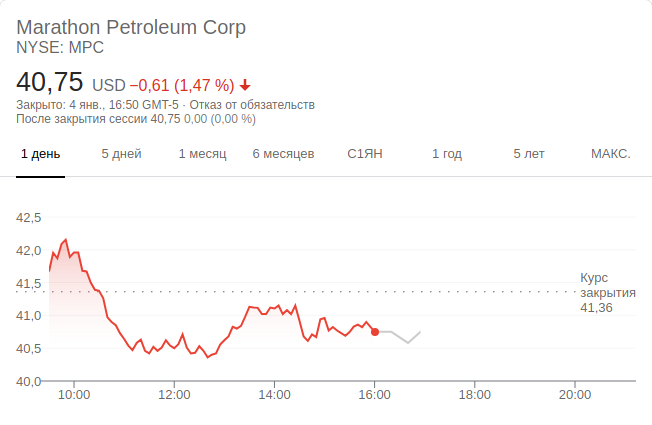 Marathon Petroleum Corp
NYSE: MPC
40,75 USD −0,61 (1,47 %)
Закрыто: 4 янв., 16:50 GMT-5 · Отказ от обязательств
После закрытия сессии 40,75 0,00 (0,00 %)
1 день 5 дней 1 месяц 6 месяцев С1ЯН 1 год 5 лет МАКС.
42,5
42,0
41,5
41,0
40,5
40,0
Курс
закрытия
41,36
10:00 12:00 14:00 16:00 18:00 20:00